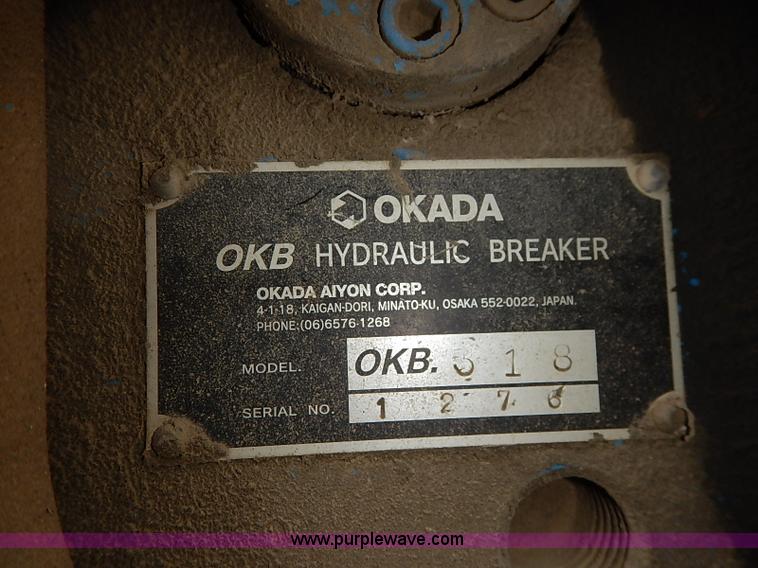 OKADA
OKB HYDRAULIC BREAKER
OKADA AIYON CORP.
4-1-18, KAIGAN-DORI, MINATO-KU, OSAKA 552-0022, JAPAN.
PHONE:(06)6576-1268
MODEL. OKB. 318
SERIAL NO. 1276
www.purplewave.com